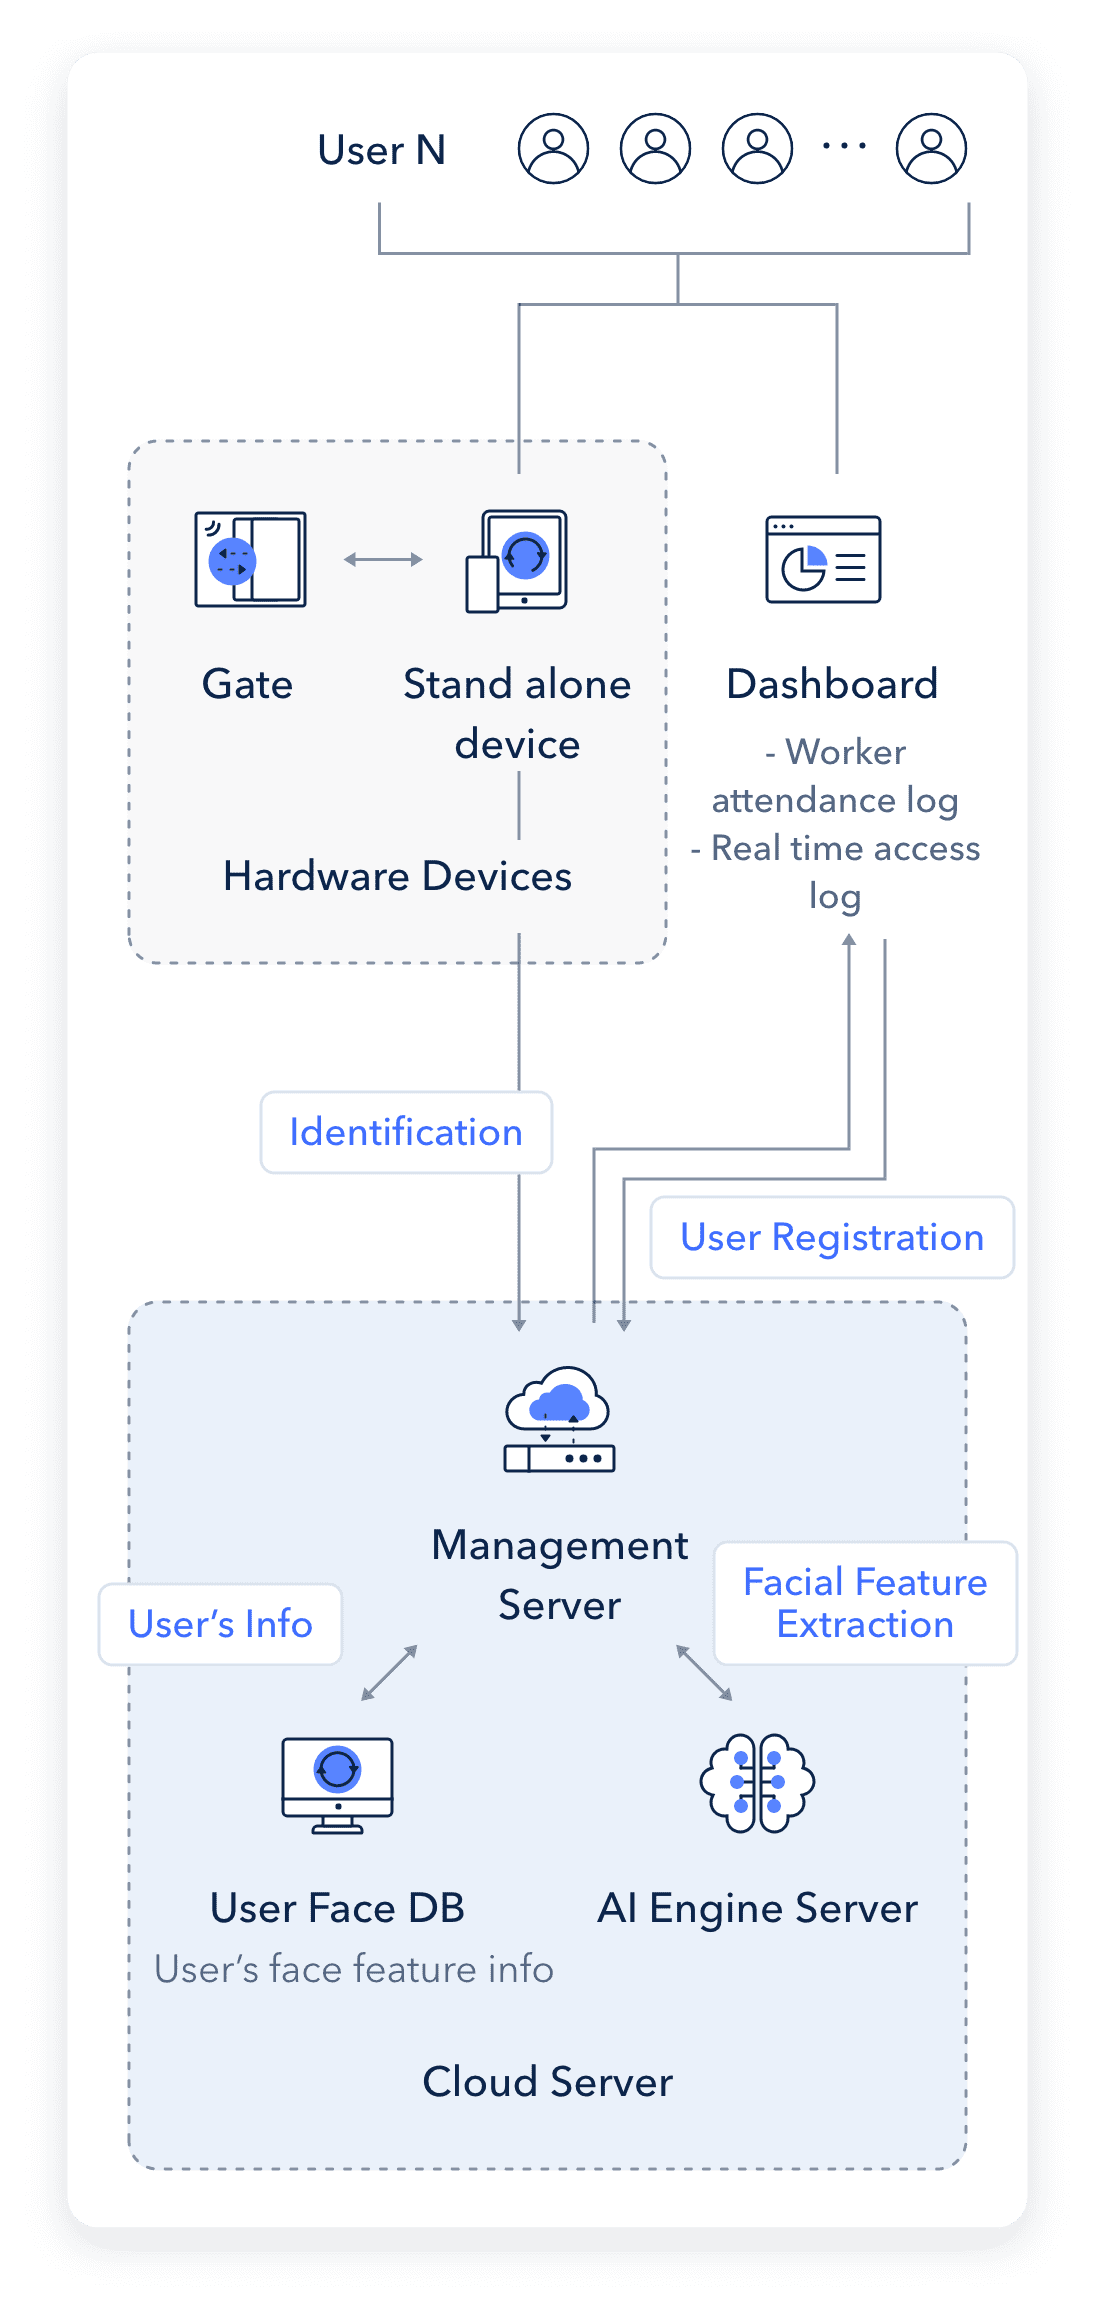 User N
Gate
Stand alone
device
Hardware Devices
Dashboard
- Worker
attendance log
- Real time access
log
Identification
User Registration
Management
Server
User’s Info
Facial Feature
Extraction
User Face DB
User’s face feature info
AI Engine Server
Cloud Server